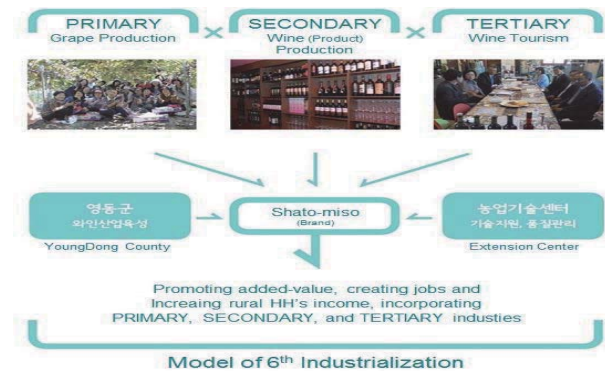 PRIMARY
Grape Production
×
SECONDARY
Wine (Product)
Production
×
TERTIARY
Wine Tourism
영동군
와인산업육성
YoungDong County
Shato-miso
(Brand)
농업기술센터
기술지원, 품질관리
Extension Center
Promoting added-value, creating jobs and
Increaing rural HH's income, incorporating
PRIMARY, SECONDARY, and TERTIARY industies
Model of 6th Industrialization